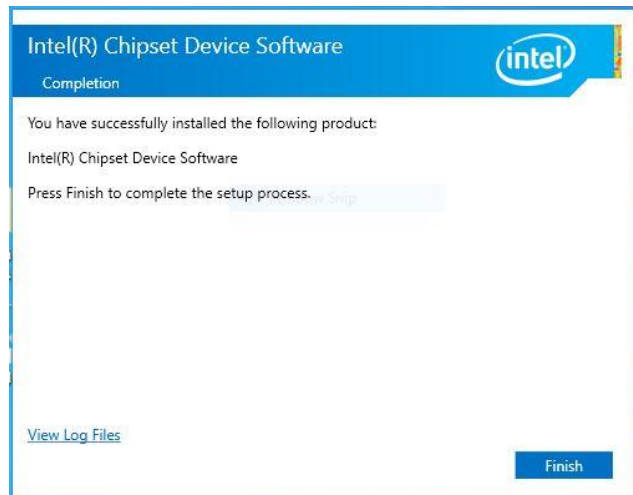 Intel(R) Chipset Device Software
intel
Completion
You have successfully installed the following product:
Intel(R) Chipset Device Software
Press Finish to complete the setup process.
Snip
View Log Files
Finish